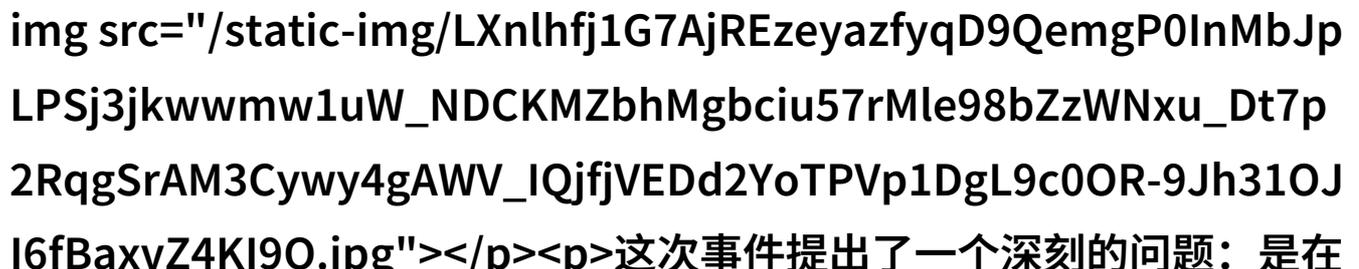 img src="/static-img/LXnlhfj1G7AjREzeyazfyqD9QemgP0InMbJp
LPSj3jkwwmw1uW_NDCKMZbhMgbciu57rMle98bZzWNxu_Dt7p
2RqgSrAM3Cywy4gAWV_IQjfjVEDd2YoTPVp1DgL9c0OR-9Jh31OJ
I6fBaxyZ4KI9O.jpg"></p><p>这次事件提出了一个深刻的问题：是在